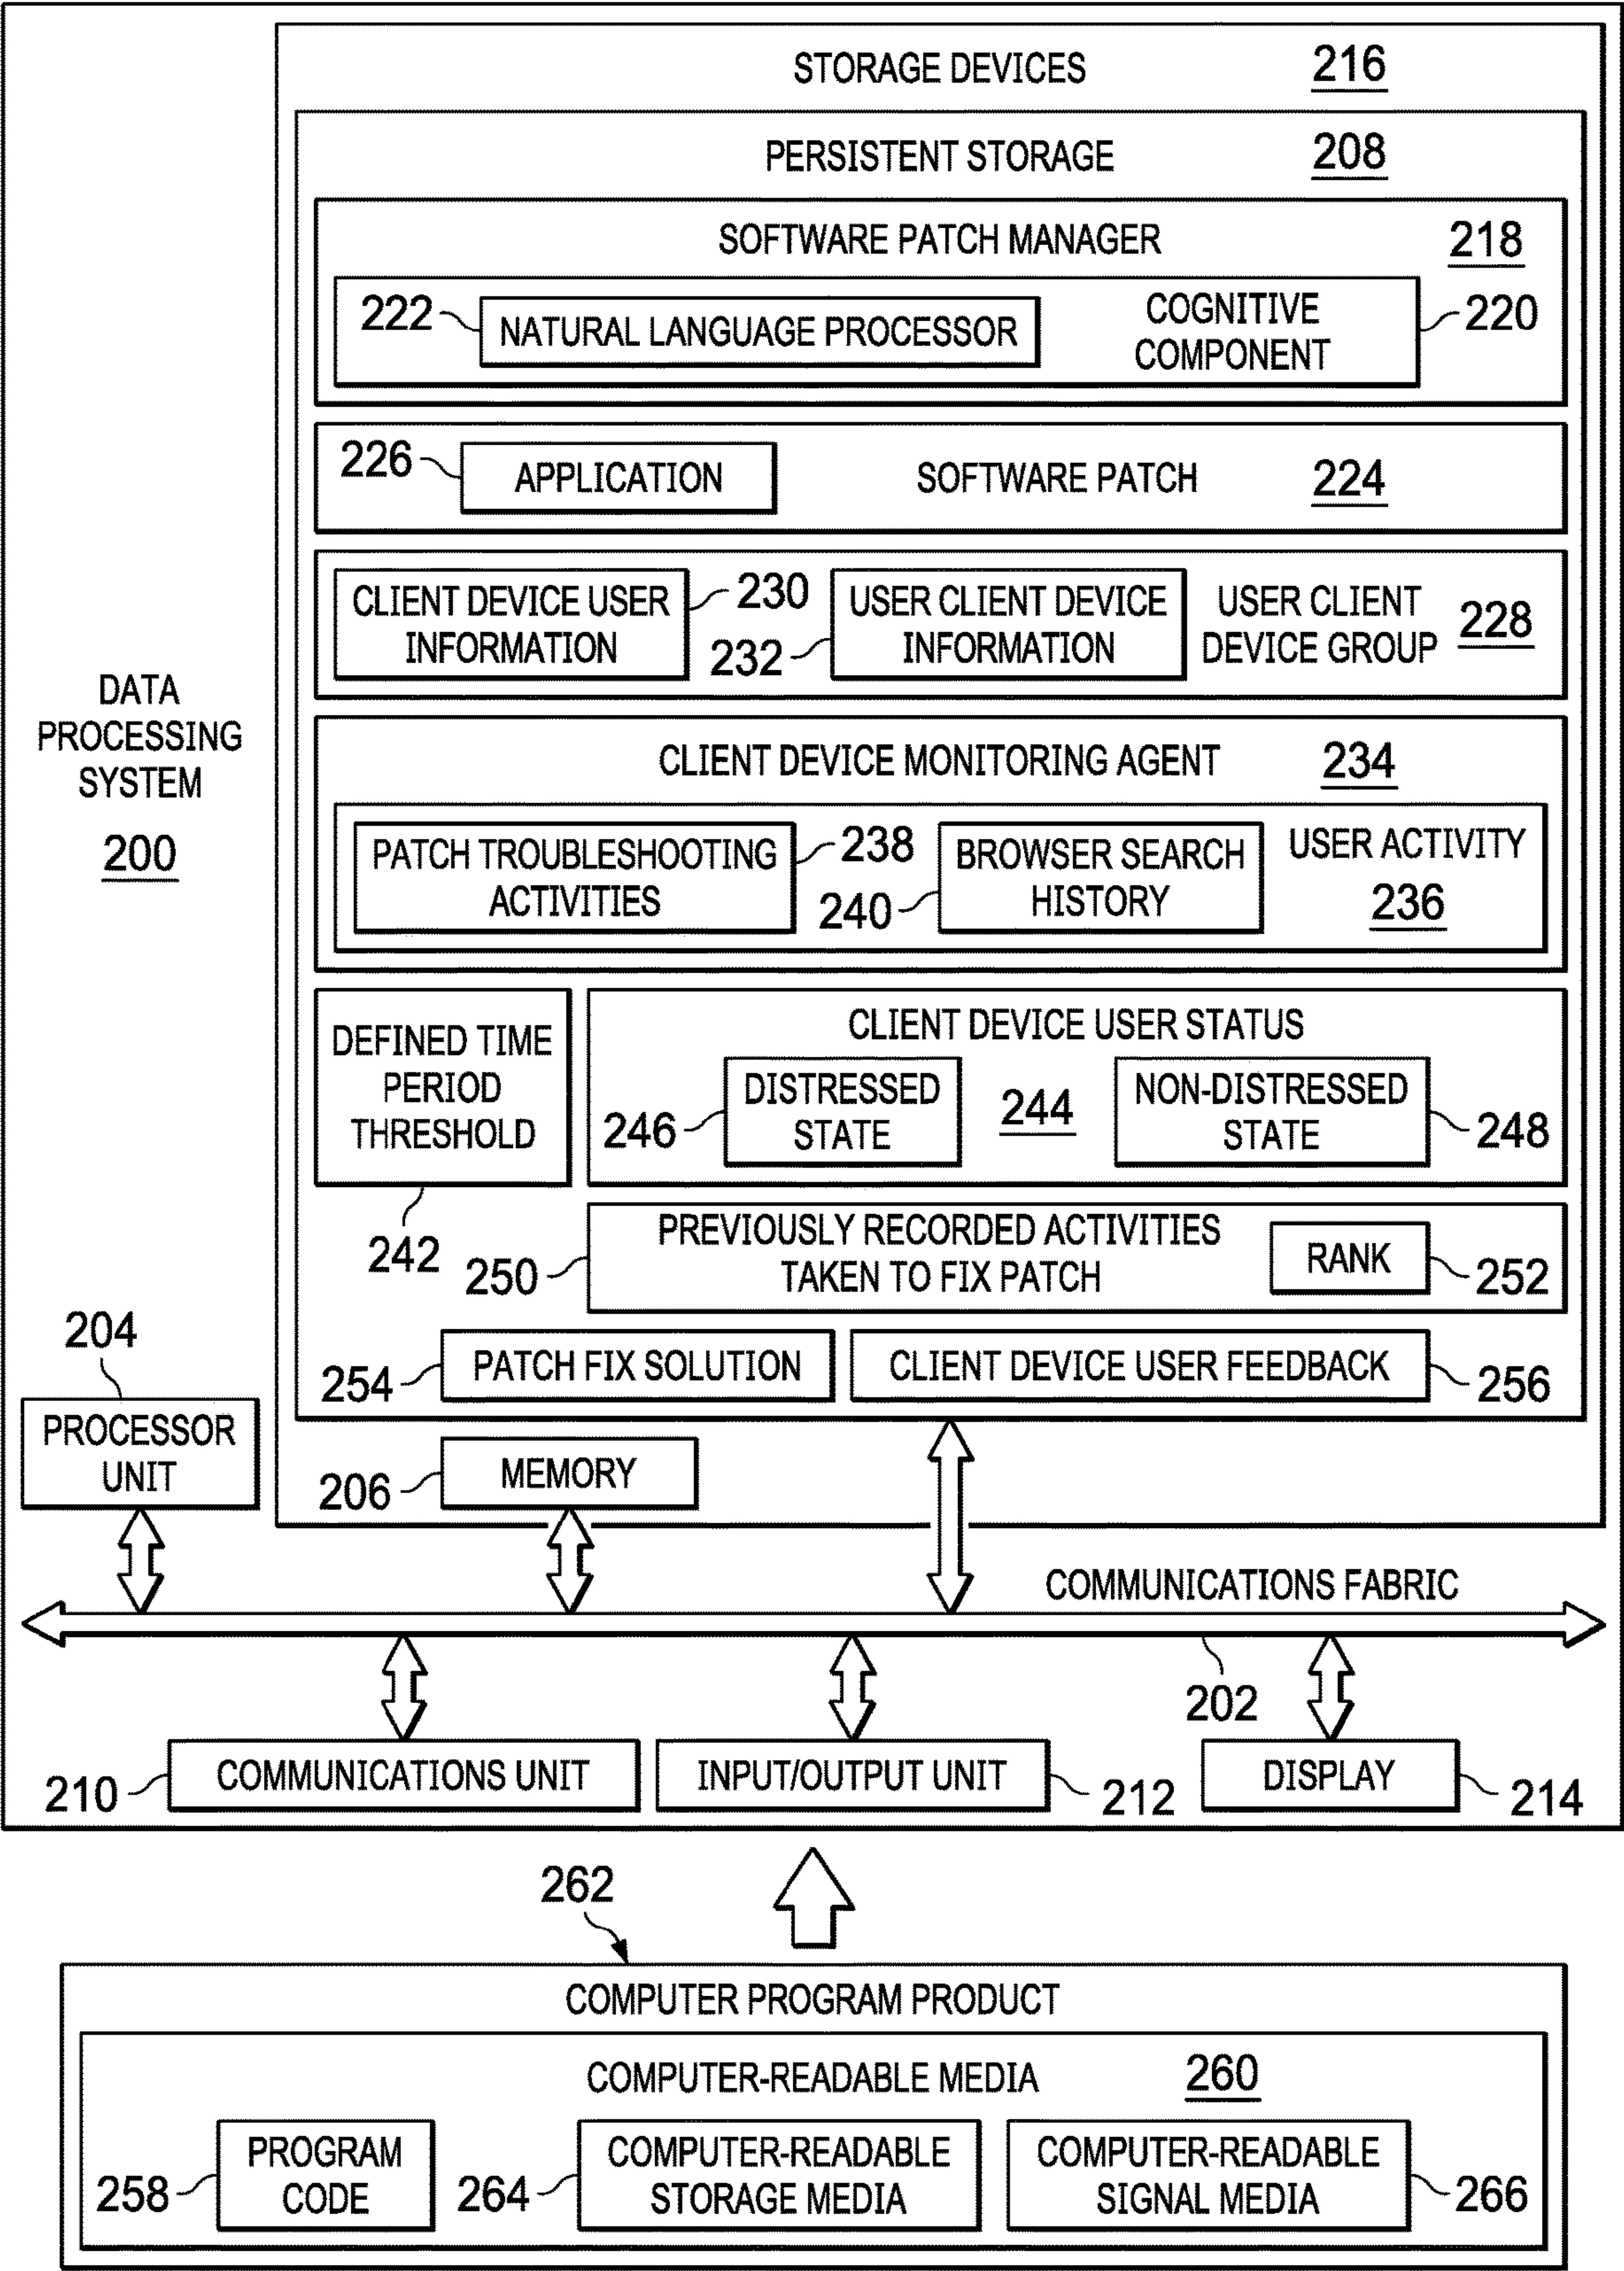 STORAGE DEVICES 216
PERSISTENT STORAGE 208
SOFTWARE PATCH MANAGER 218
222 NATURAL LANGUAGE PROCESSOR
COGNITIVE
COMPONENT
220
226 APPLICATION SOFTWARE PATCH 224
CLIENT DEVICE USER
INFORMATION
230
232
USER CLIENT DEVICE
INFORMATION
USER CLIENT
DEVICE GROUP
228
DATA
PROCESSING
SYSTEM
200
CLIENT DEVICE MONITORING AGENT 234
PATCH TROUBLESHOOTING
ACTIVITIES
238
240
BROWSER SEARCH
HISTORY
USER ACTIVITY
236
DEFINED TIME
PERIOD
THRESHOLD
242
CLIENT DEVICE USER STATUS
246
DISTRESSED
STATE
244
NON-DISTRESSED
STATE
248
250
PREVIOUSLY RECORDED ACTIVITIES
TAKEN TO FIX PATCH
RANK 252
254 PATCH FIX SOLUTION
CLIENT DEVICE USER FEEDBACK 256
204
PROCESSOR
UNIT
206 MEMORY
COMMUNICATIONS FABRIC
202
210 COMMUNICATIONS UNIT
INPUT/OUTPUT UNIT 212
DISPLAY 214
262
COMPUTER PROGRAM PRODUCT
COMPUTER-READABLE MEDIA 260
258
PROGRAM
CODE
264
COMPUTER-READABLE
STORAGE MEDIA
COMPUTER-READABLE
SIGNAL MEDIA
266